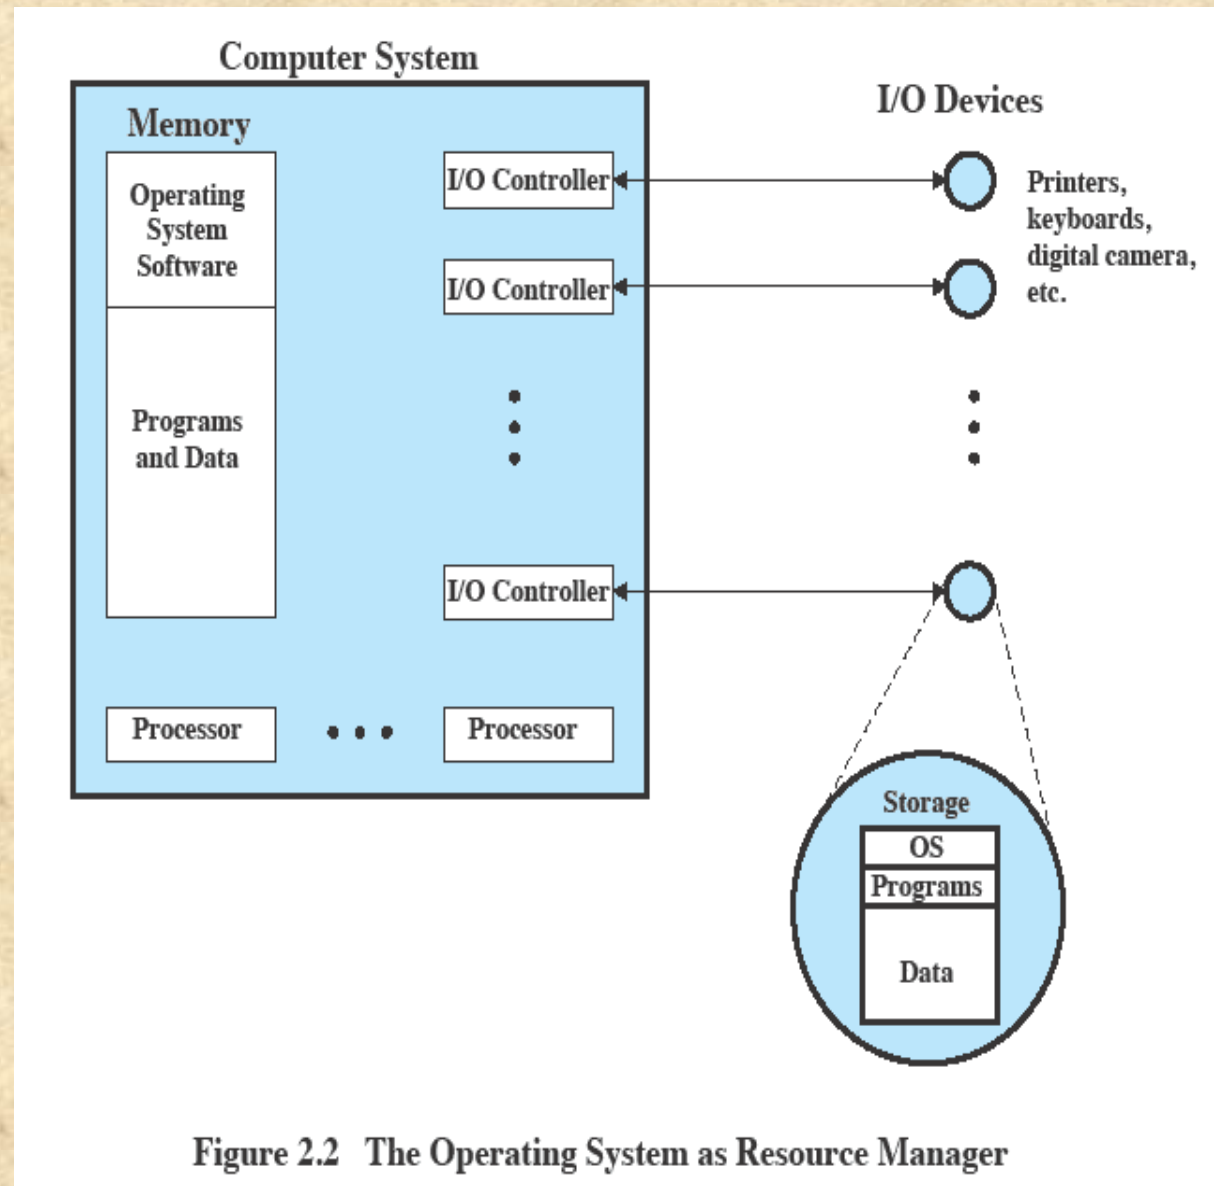 Computer System
I/O Devices
Memory
Operating
System
Software
Programs
and Data
I/O Controller
I/O Controller
I/O Controller
Processor
Processor
Printers,
keyboards,
digital camera,
etc.
Storage
OS
Programs
Data
Figure 2.2 The Operating System as Resource Manager